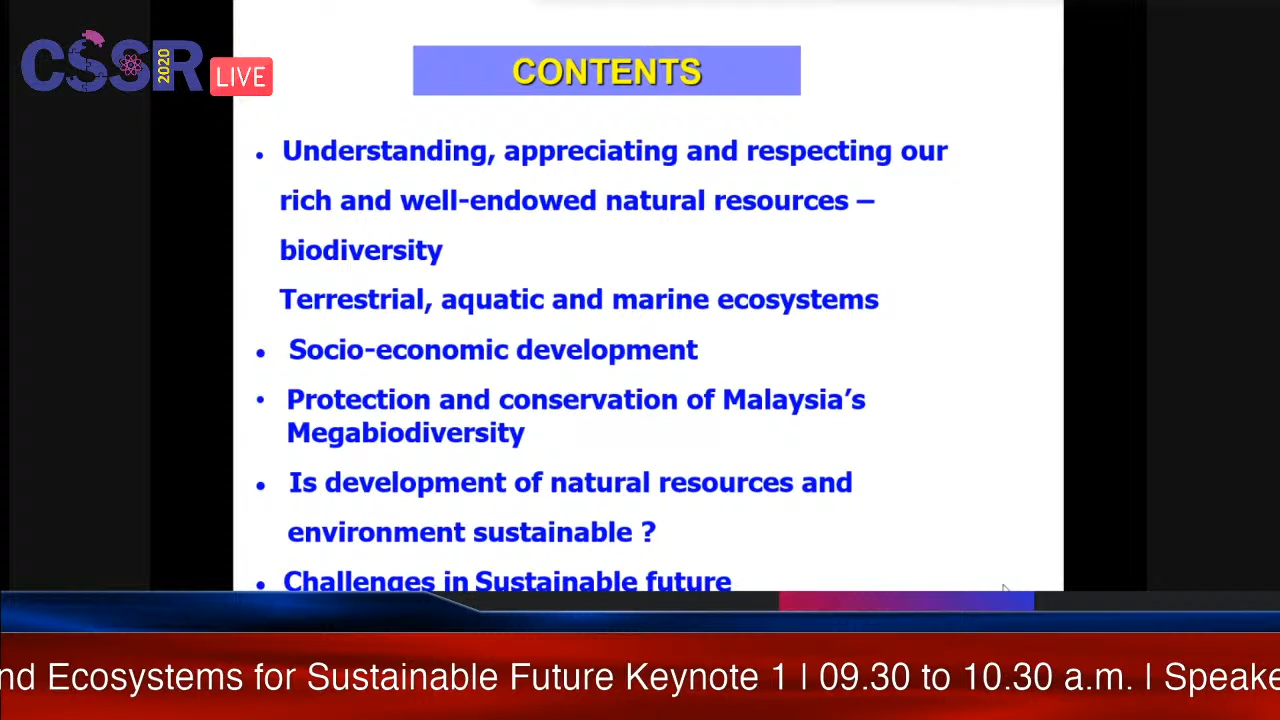 CSSR 2020
LIVE
CONTENTS
• Understanding, appreciating and respecting our
rich and well-endowed natural resources –
biodiversity
Terrestrial, aquatic and marine ecosystems
• Socio-economic development
• Protection and conservation of Malaysia’s
Megabiodiversity
• Is development of natural resources and
environment sustainable ?
• Challenges in Sustainable future
nd Ecosystems for Sustainable Future Keynote 1 | 09.30 to 10.30 a.m. | Speake